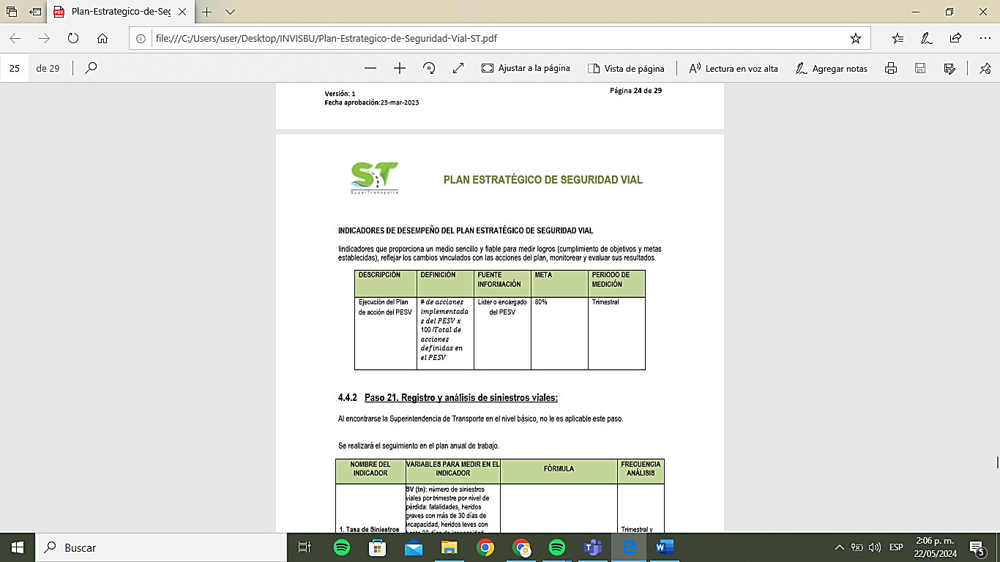 Plan-Estrategico-de-Seg
file:///C:/Users/user/Desktop/INVISBU/Plan-Estrategico-de-Seguridad-Vial-ST.pdf
25 de 29
Ajustar a la página
Vista de página
Lectura en voz alta
Agregar notas
Versión: 1
Página 24 de 29
Fecha aprobación:23-mar-2023
ST
SuperTransporte
PLAN ESTRATÉGICO DE SEGURIDAD VIAL
INDICADORES DE DESEMPEÑO DEL PLAN ESTRATÉGICO DE SEGURIDAD VIAL
Iindicadores que proporciona un medio sencillo y fiable para medir logros (cumplimiento de objetivos y metas
establecidas), reflejar los cambios vinculados con las acciones del plan, monitorear y evaluar sus resultados.
DESCRIPCIÓN
DEFINICIÓN
FUENTE
INFORMACIÓN
META
PERIODO DE
MEDICIÓN
Ejecución del Plan
de acción del PESV
# de acciones
implementada
s del PESV x
100 /Total de
acciones
definidas en
el PESV
Líder o encargado
del PESV
80%
Trimestral
4.4.2 Paso 21. Registro y análisis de siniestros viales:
Al encontrarse la Superintendencia de Transporte en el nivel básico, no le es aplicable este paso.
Se realizará el seguimiento en el plan anual de trabajo.
NOMBRE DEL
INDICADOR
VARIABLES PARA MEDIR EN EL
INDICADOR
FÓRMULA
FRECUENCIA
ANÁLISIS
1. Tasa de Siniestros
SV (tn): número de siniestros
viales por trimestre por nivel de
pérdida: fatalidades, heridos
graves con más de 30 días de
incapacidad, heridos leves con
Trimestral y
Buscar
ESP
2:06 p. m.
22/05/2024
5